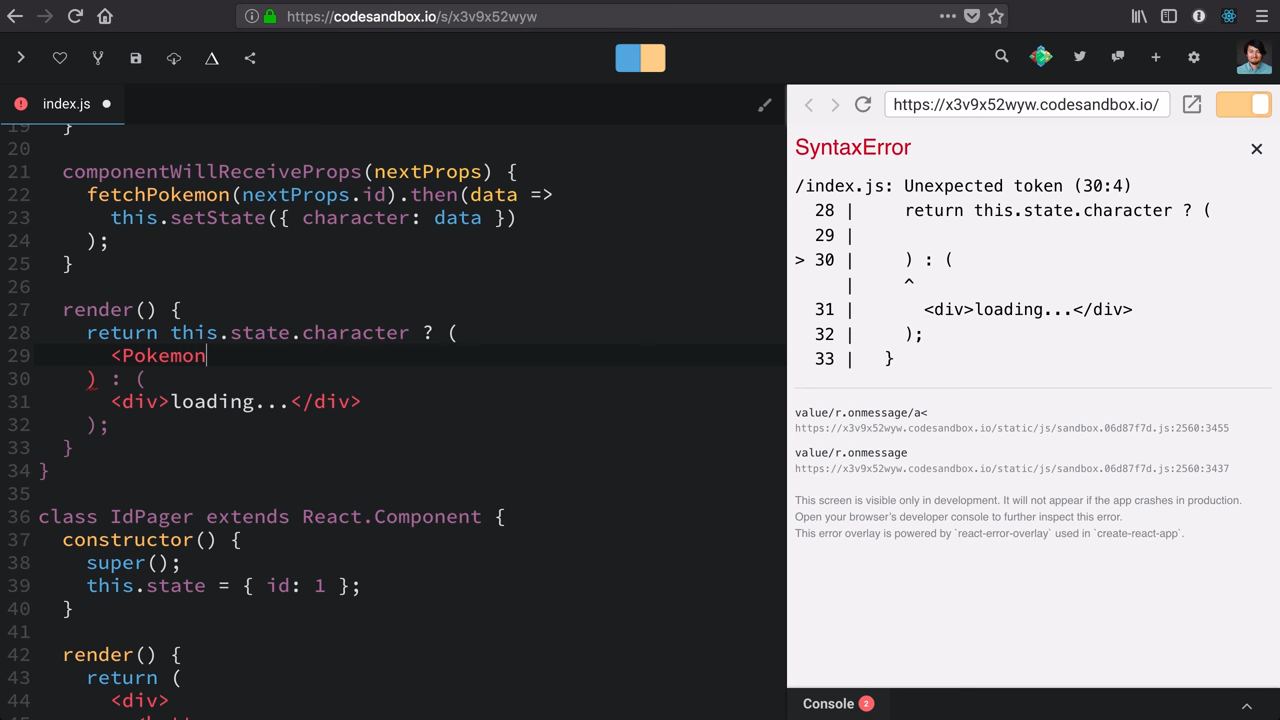 https://codesandbox.io/s/x3v9x52wyw
index.js
https://x3v9x52wyw.codesandbox.io/
19 }
20
21 componentWillReceiveProps(nextProps) {
22 fetchPokemon(nextProps.id).then(data =>
23 this.setState({ character: data })
24 );
25 }
26
27 render() {
28 return this.state.character ? (
29 <Pokemon
30 ) : (
31 <div>loading...</div>
32 );
33 }
34 }
35
36 class IdPager extends React.Component {
37 constructor() {
38 super();
39 this.state = { id: 1 };
40 }
41
42 render() {
43 return (
44 <div>
SyntaxError
/index.js: Unexpected token (30:4)
28 | return this.state.character ? (
29 |
> 30 | ) : (
| ^
31 | <div>loading...</div>
32 | );
33 | }
value/r.onmessage/a<
https://x3v9x52wyw.codesandbox.io/static/js/sandbox.06d87f7d.js:2560:3455
value/r.onmessage
https://x3v9x52wyw.codesandbox.io/static/js/sandbox.06d87f7d.js:2560:3437
This screen is visible only in development. It will not appear if the app crashes in production.
Open your browser's developer console to further inspect this error.
This error overlay is powered by `react-error-overlay` used in `create-react-app`.
Console 2